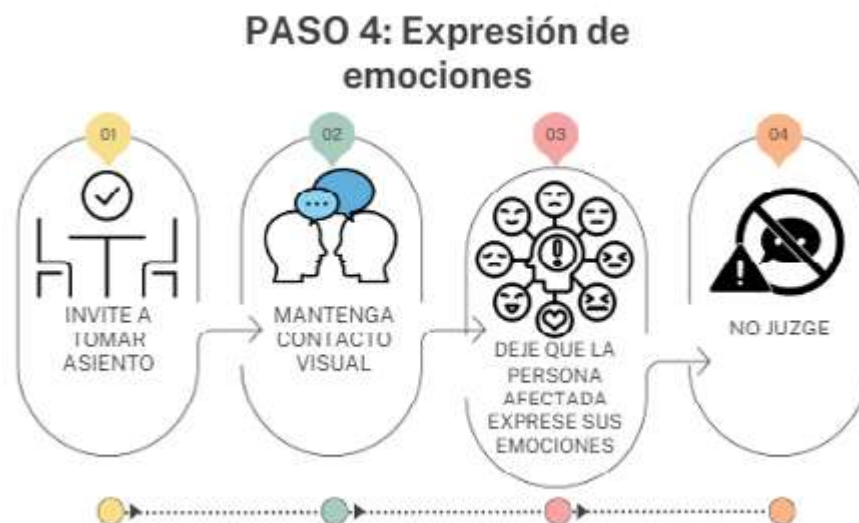 PASO 4: Expresión de
emociones
01
INVITE A
TOMAR
ASIENTO
02
MANTENGA
CONTACTO
VISUAL
03
DEJE QUE LA
PERSONA
AFECTADA
EXPRESE SUS
EMOCIONES
04
NO JUZGE